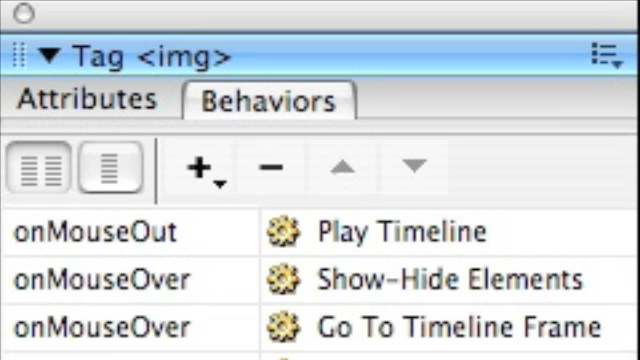 Tag <img>
Attributes Behaviors
onMouseOut Play Timeline
onMouseOver Show-Hide Elements
onMouseOver Go To Timeline Frame